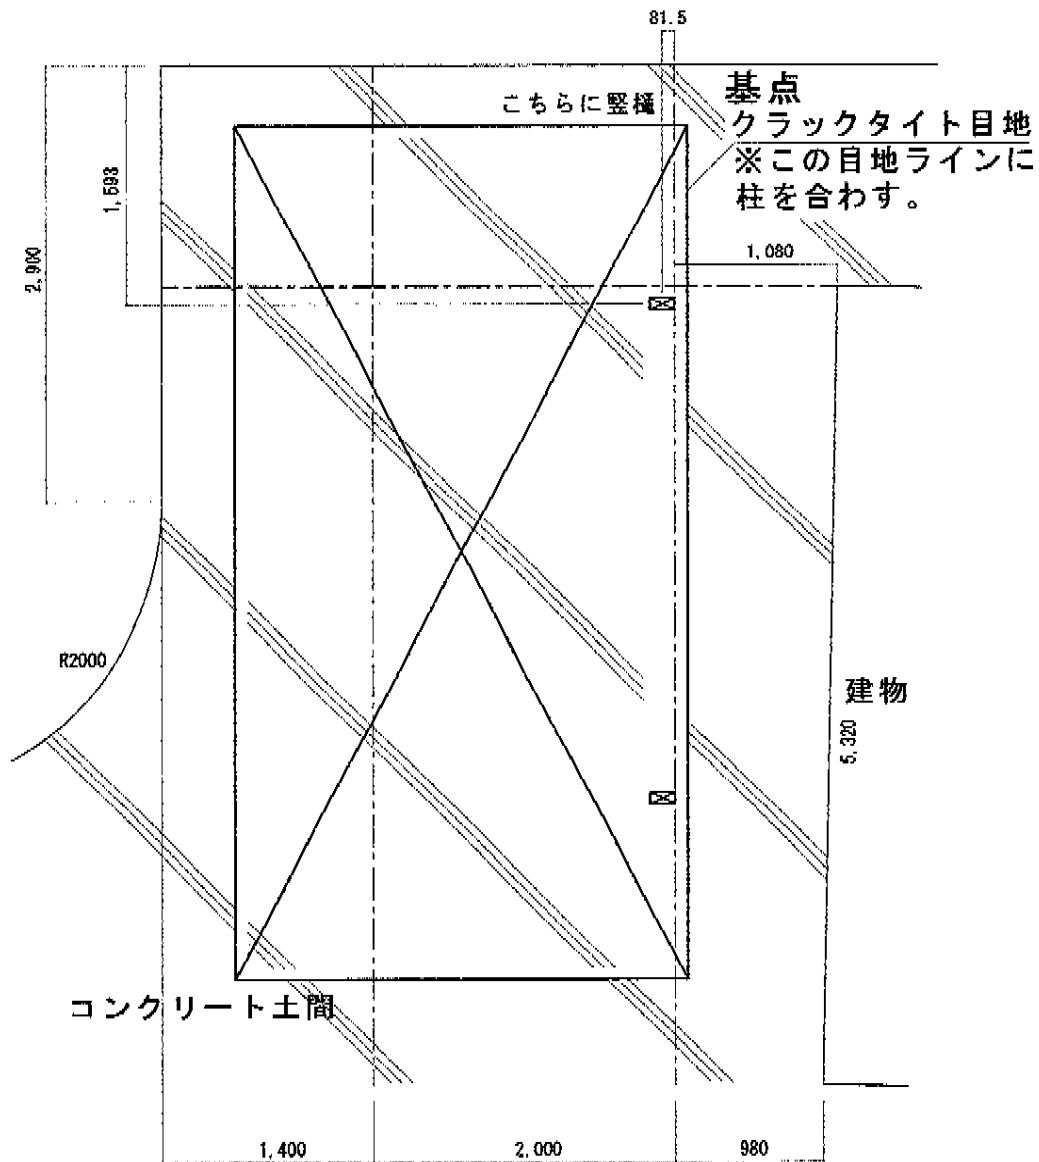 81.5
基点
クラックタイト目地
※この目地ラインに
柱を合わす。
こちらに竪樋
1,593
2,900
1,080
R2000
建物
5,320
コンクリート土間
1,400
2,000
980